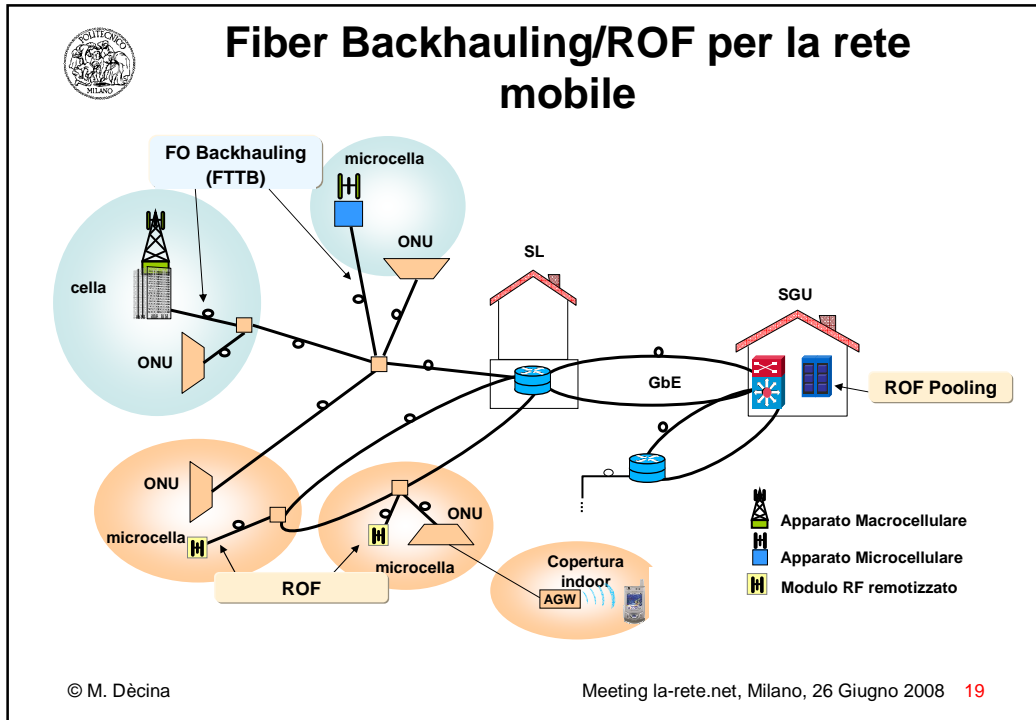 Fiber Backhauling/ROF per la rete
mobile
POLITECNICO
MILANO
FO Backhauling
(FTTB)
microcella
ONU
cella
ONU
SL
SGU
GbE
ROF Pooling
ONU
microcella
ROF
ONU
microcella
Copertura
indoor
AGW
Apparato Macrocellulare
Apparato Microcellulare
Modulo RF remotizzato
© M. Dècina
Meeting la-rete.net, Milano, 26 Giugno 2008 19